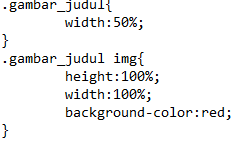 .gambar_judul{
        width:50%;
}
.gambar_judul img{
        height:100%;
        width:100%;
        background-color:red;
}